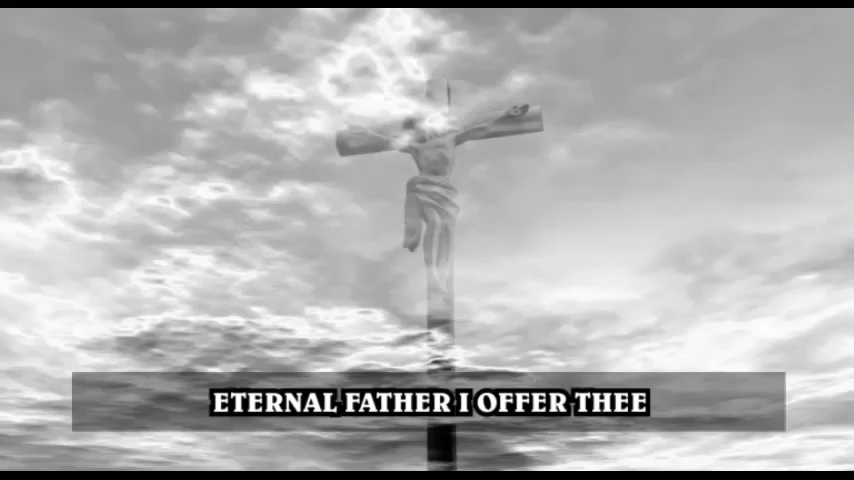 ETERNAL FATHER I OFFER THEE